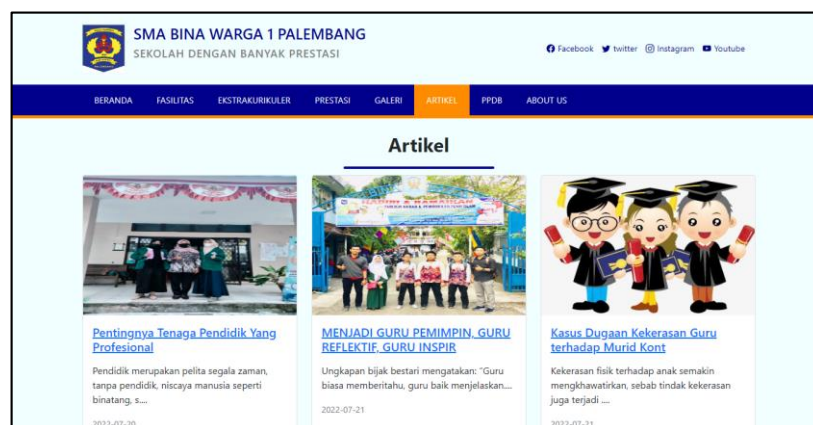 SMA BINA WARGA 1 PALEMBANG
SEKOLAH DENGAN BANYAK PRESTASI
Facebook twitter Instagram Youtube
BERANDA FASILITAS EKSTRAKURIKULER PRESTASI GALERI ARTIKEL PPDB ABOUT US
Artikel
Pentingnya Tenaga Pendidik Yang
Profesional
Pendidik merupakan pelita segala zaman,
tanpa pendidik, niscaya manusia seperti
binatang, s....
2022-07-20
MENJADI GURU PEMIMPIN, GURU
REFLEKTIF, GURU INSPIR
Ungkapan bijak bestari mengatakan: "Guru
biasa memberitahu, guru baik menjelaskan....
2022-07-21
Kasus Dugaan Kekerasan Guru
terhadap Murid Kont
Kekerasan fisik terhadap anak semakin
mengkhawatirkan, sebab tindak kekerasan
juga terjadi ....
2022-07-21